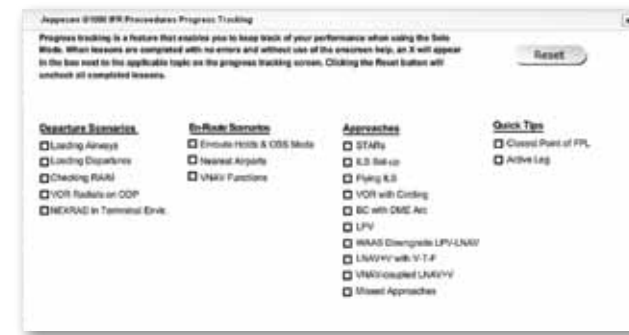 Jeppesen G1000 IFR Procedures Progress Tracking
Progress tracking is a feature that enables you to keep track of your performance when using the Solo
Mode. When lessons are completed with no errors and without use of the onscreen help, an X will appear
in the box next to the applicable topic on the progress tracking screen. Clicking the Reset button will
uncheck all completed lessons.
Reset
Departure Scenarios
Loading Airways
Loading Departures
Checking RAIM
VOR Radials on ODP
NEXRAD in Terminal Envir.
En-Route Scenarios
Enroute Holds & OBS Mode
Nearest Airports
VNAV Functions
Approaches
STARs
ILS Set-up
Flying ILS
VOR with Circling
BC with DME Arc
LPV
WAAS Downgrade LPV-LNAV
LNAV+V with V-T-F
VNAV-coupled LNAV+V
Missed Approaches
Quick Tips
Closest Point of FPL
Active Leg